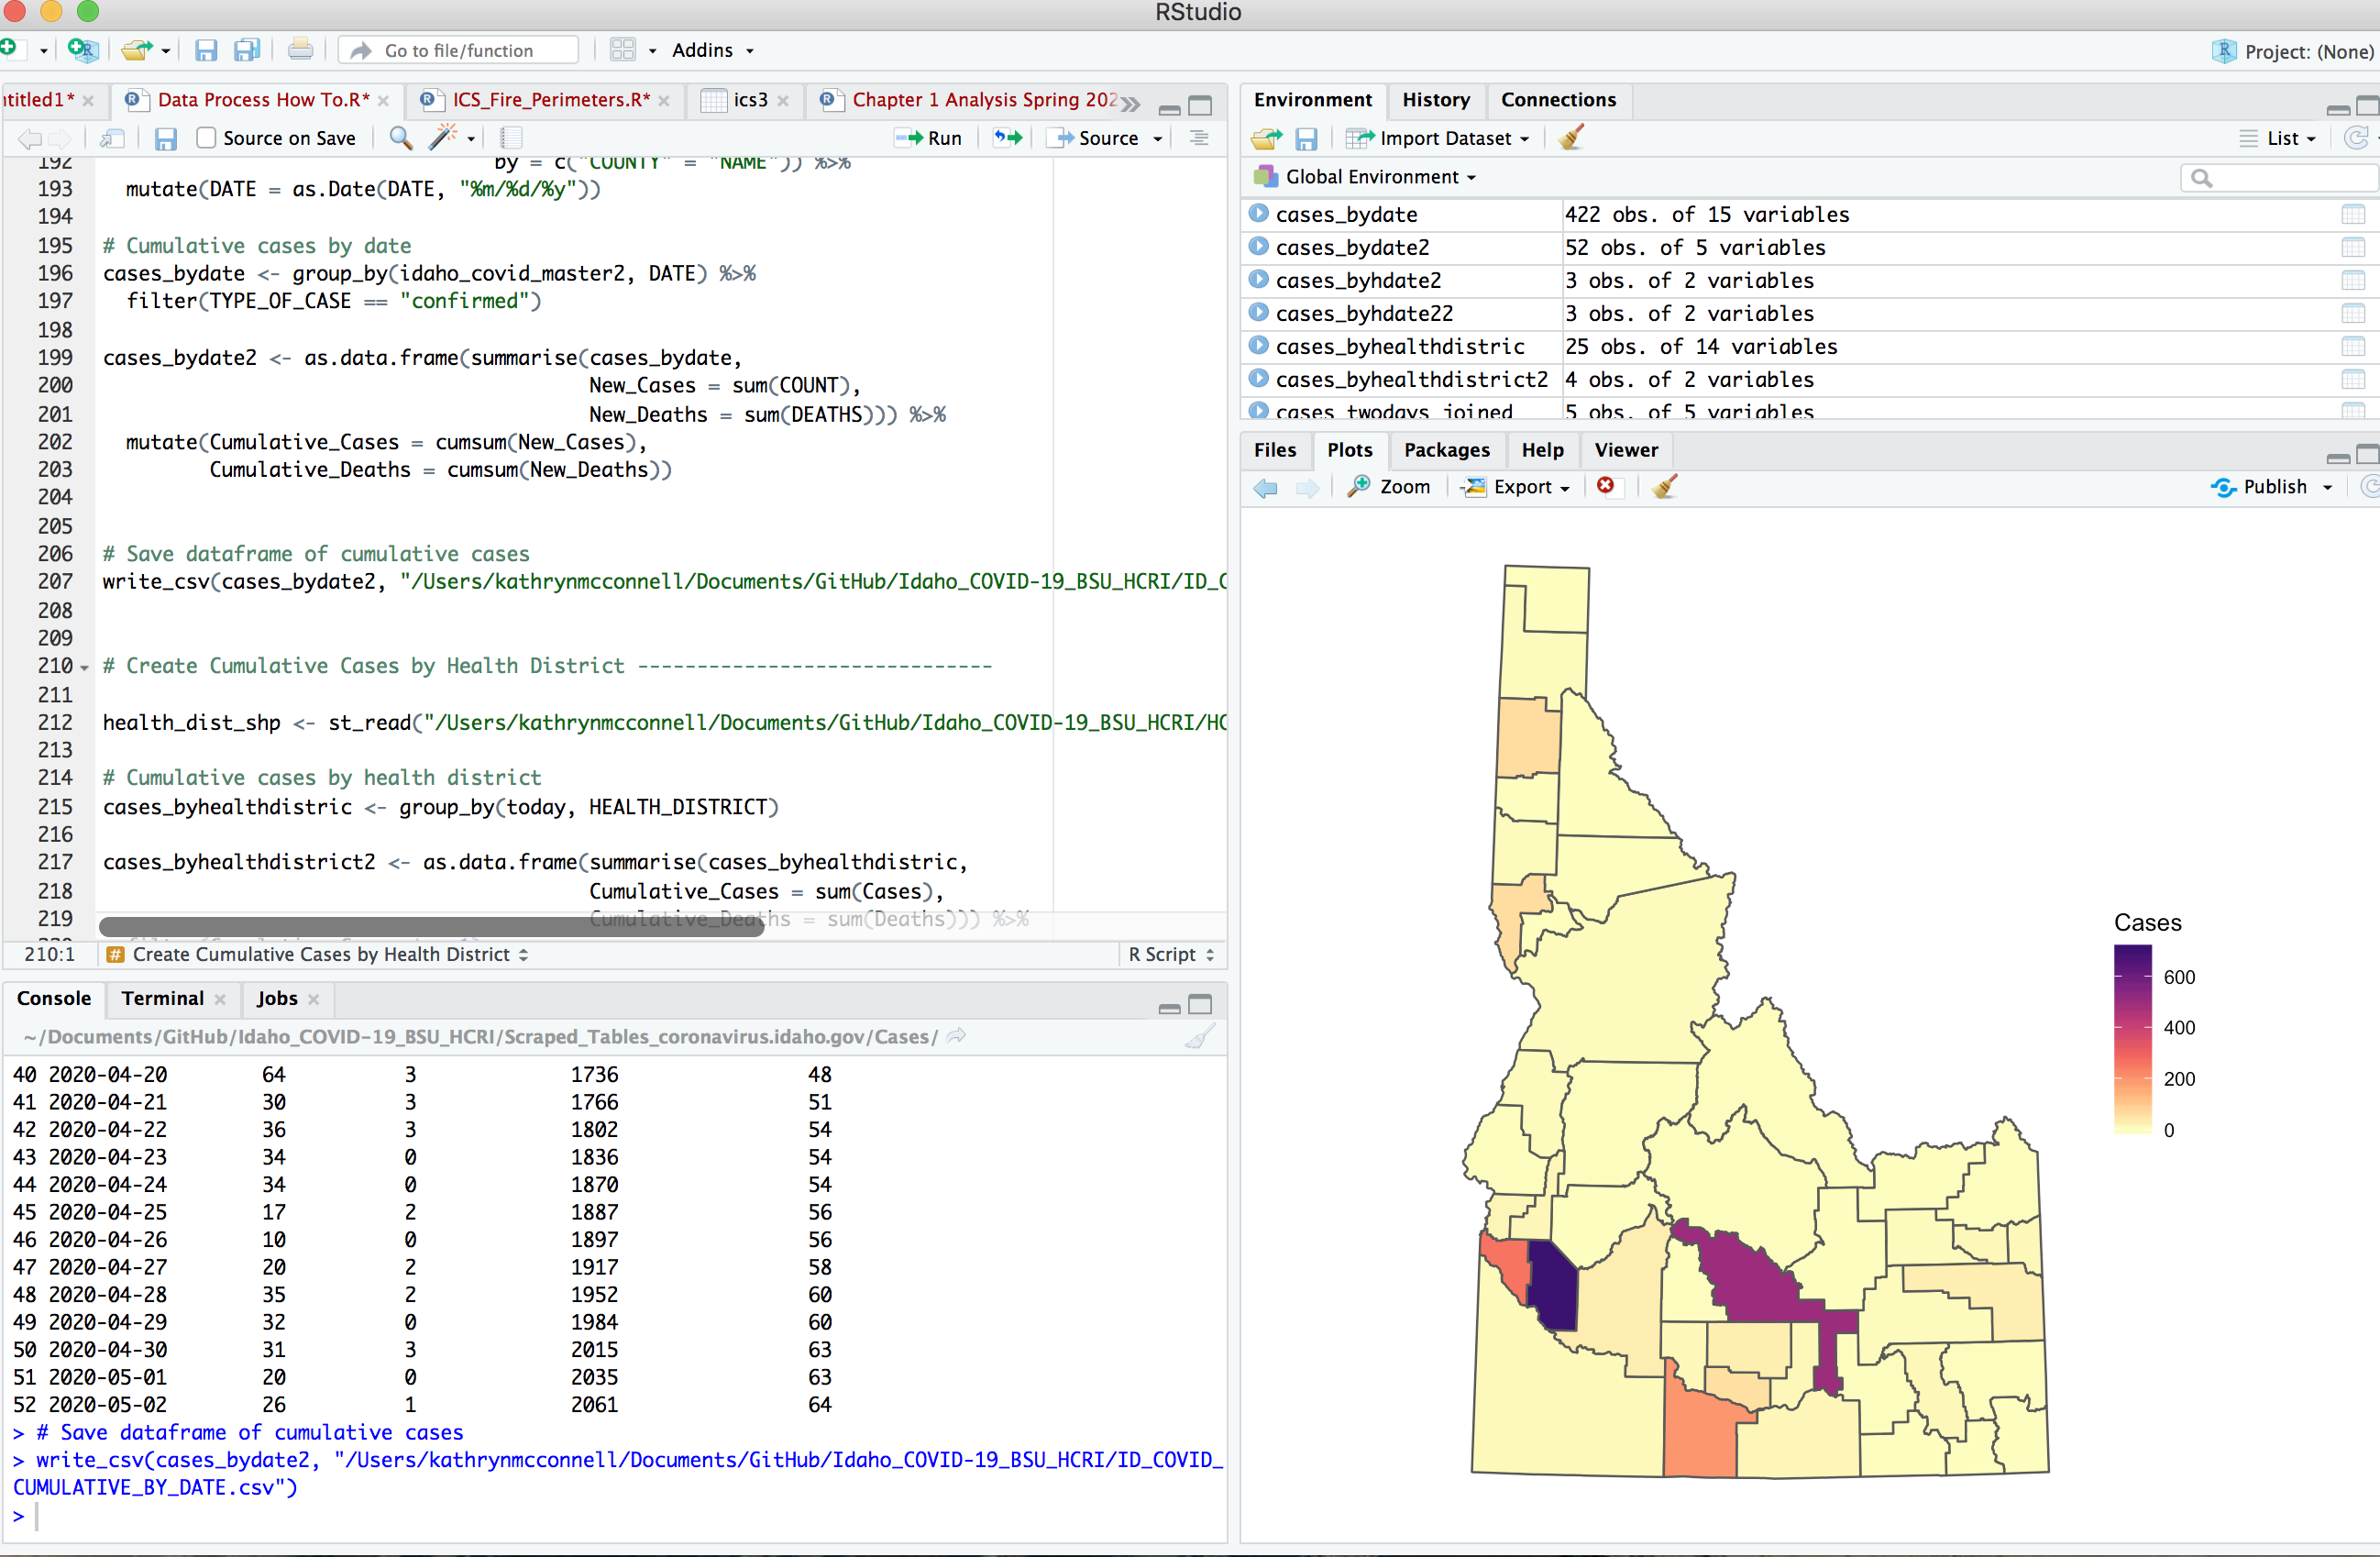 RStudio
Go to file/function
Addins
Project: (None)
ntitled1*
Data Process How To.R*
ICS_Fire_Perimeters.R*
ics3
Chapter 1 Analysis Spring 202
Source on Save
Run
Source
192 by = c("COUNTY" = "NAME")) %>%
193 mutate(DATE = as.Date(DATE, "%m/%d/%y"))
194
195 # Cumulative cases by date
196 cases_bydate <- group_by(idaho_covid_master2, DATE) %>%
197 filter(TYPE_OF_CASE == "confirmed")
198
199 cases_bydate2 <- as.data.frame(summarise(cases_bydate,
200 New_Cases = sum(COUNT),
201 New_Deaths = sum(DEATHS))) %>%
202 mutate(Cumulative_Cases = cumsum(New_Cases),
203 Cumulative_Deaths = cumsum(New_Deaths))
204
205
206 # Save dataframe of cumulative cases
207 write_csv(cases_bydate2, "/Users/kathrynmcconnell/Documents/GitHub/Idaho_COVID-19_BSU_HCRI/ID_C
208
209
210 # Create Cumulative Cases by Health District ------------------------------
211
212 health_dist_shp <- st_read("/Users/kathrynmcconnell/Documents/GitHub/Idaho_COVID-19_BSU_HCRI/HC
213
214 # Cumulative cases by health district
215 cases_byhealthdistric <- group_by(today, HEALTH_DISTRICT)
216
217 cases_byhealthdistrict2 <- as.data.frame(summarise(cases_byhealthdistric,
218 Cumulative_Cases = sum(Cases),
219 Cumulative_Deaths = sum(Deaths))) %>%
210:1 # Create Cumulative Cases by Health District
R Script
Console
Terminal
Jobs
~/Documents/GitHub/Idaho_COVID-19_BSU_HCRI/Scraped_Tables_coronavirus.idaho.gov/Cases/
40 2020-04-20 64 3 1736 48
41 2020-04-21 30 3 1766 51
42 2020-04-22 36 3 1802 54
43 2020-04-23 34 0 1836 54
44 2020-04-24 34 0 1870 54
45 2020-04-25 17 2 1887 56
46 2020-04-26 10 0 1897 56
47 2020-04-27 20 2 1917 58
48 2020-04-28 35 2 1952 60
49 2020-04-29 32 0 1984 60
50 2020-04-30 31 3 2015 63
51 2020-05-01 20 0 2035 63
52 2020-05-02 26 1 2061 64
> # Save dataframe of cumulative cases
> write_csv(cases_bydate2, "/Users/kathrynmcconnell/Documents/GitHub/Idaho_COVID-19_BSU_HCRI/ID_COVID_
CUMULATIVE_BY_DATE.csv")
>
Environment
History
Connections
Import Dataset
List
Global Environment
cases_bydate 422 obs. of 15 variables
cases_bydate2 52 obs. of 5 variables
cases_byhdate2 3 obs. of 2 variables
cases_byhdate22 3 obs. of 2 variables
cases_byhealthdistric 25 obs. of 14 variables
cases_byhealthdistrict2 4 obs. of 2 variables
cases_twodays_joined 5 obs. of 5 variables
Files
Plots
Packages
Help
Viewer
Zoom
Export
Publish
Cases
600
400
200
0